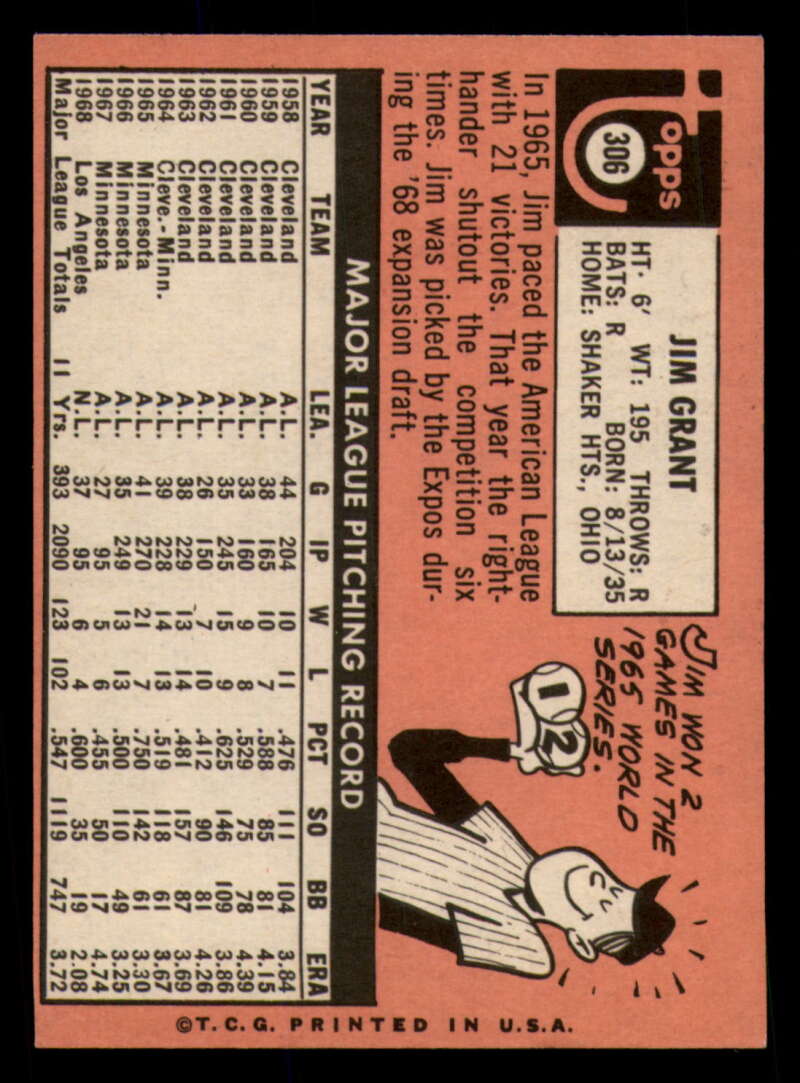 Topps
306
JIM GRANT
HT: 6' WT: 195 THROWS: R
BATS: R BORN: 8/13/35
HOME: SHAKER HTS., OHIO
In 1965, Jim paced the American League
with 21 victories. That year the right-
hander shutout the competition six
times. Jim was picked by the Expos dur-
ing the '68 expansion draft.
JIM WON 2
GAMES IN THE
1965 WORLD
SERIES.
1 2
MAJOR LEAGUE PITCHING RECORD
YEAR TEAM LEA. G IP W L PCT SO BB ERA
1958 Cleveland A.L. 44 204 10 11 .476 111 104 3.84
1959 Cleveland A.L. 38 165 10 7 .588 85 81 4.15
1960 Cleveland A.L. 33 160 9 8 .529 75 78 4.39
1961 Cleveland A.L. 35 245 15 9 .625 146 109 3.86
1962 Cleveland A.L. 26 150 7 10 .412 90 81 4.26
1963 Cleveland A.L. 38 229 13 14 .481 157 87 3.69
1964 Cleve.-Minn. A.L. 39 228 14 13 .519 118 61 3.67
1965 Minnesota A.L. 41 270 21 7 .750 142 61 3.30
1966 Minnesota A.L. 35 249 13 13 .500 110 49 3.25
1967 Minnesota A.L. 27 95 5 6 .455 50 17 4.74
1968 Los Angeles N.L. 37 95 6 4 .600 35 19 2.08
Major League Totals 11 Yrs. 393 2090 123 102 .547 1119 747 3.72
©T.C.G. PRINTED IN U.S.A.